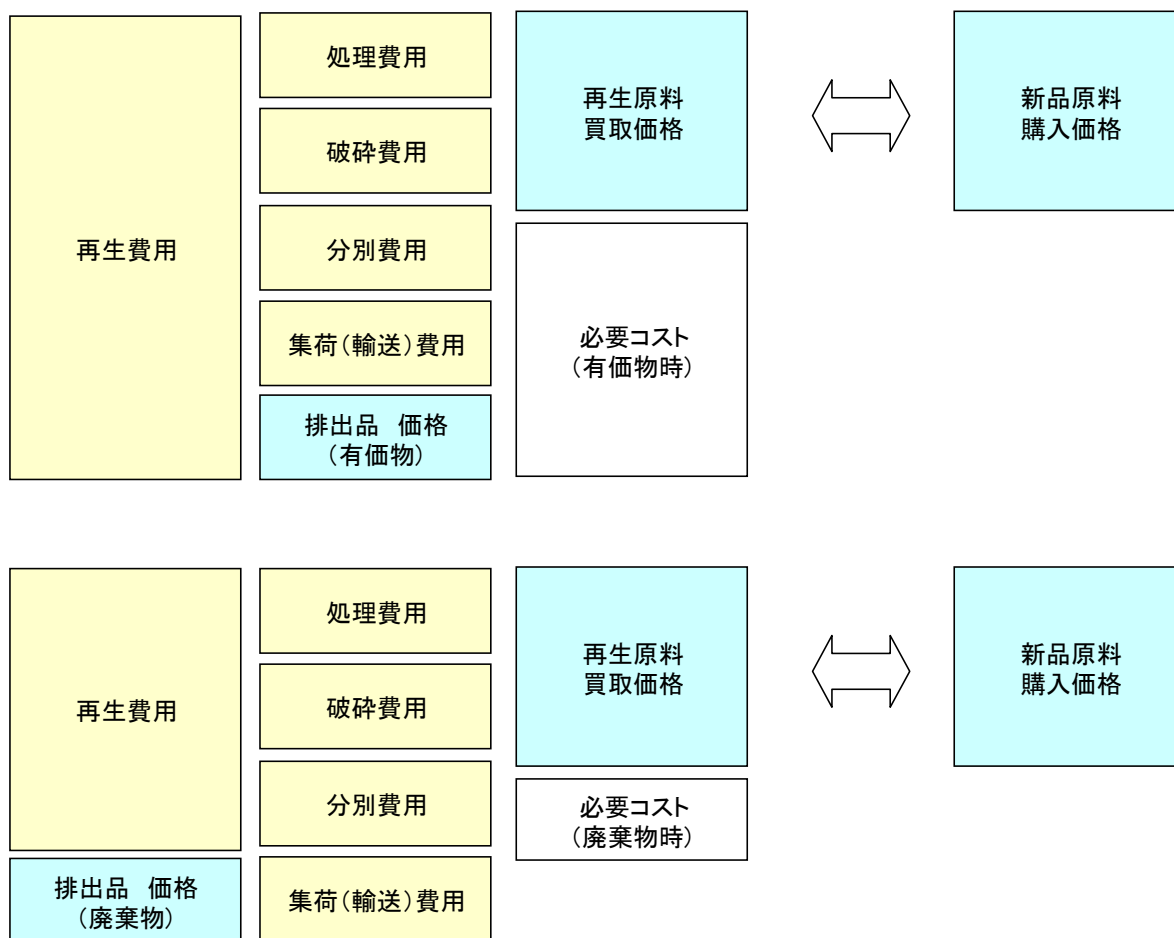 再生費用
処理費用
破砕費用
分別費用
集荷（輸送）費用
排出品　価格
（有価物）
再生原料
買取価格
必要コスト
（有価物時）
新品原料
購入価格
再生費用
排出品　価格
（廃棄物）
処理費用
破砕費用
分別費用
集荷（輸送）費用
再生原料
買取価格
必要コスト
（廃棄物時）
新品原料
購入価格